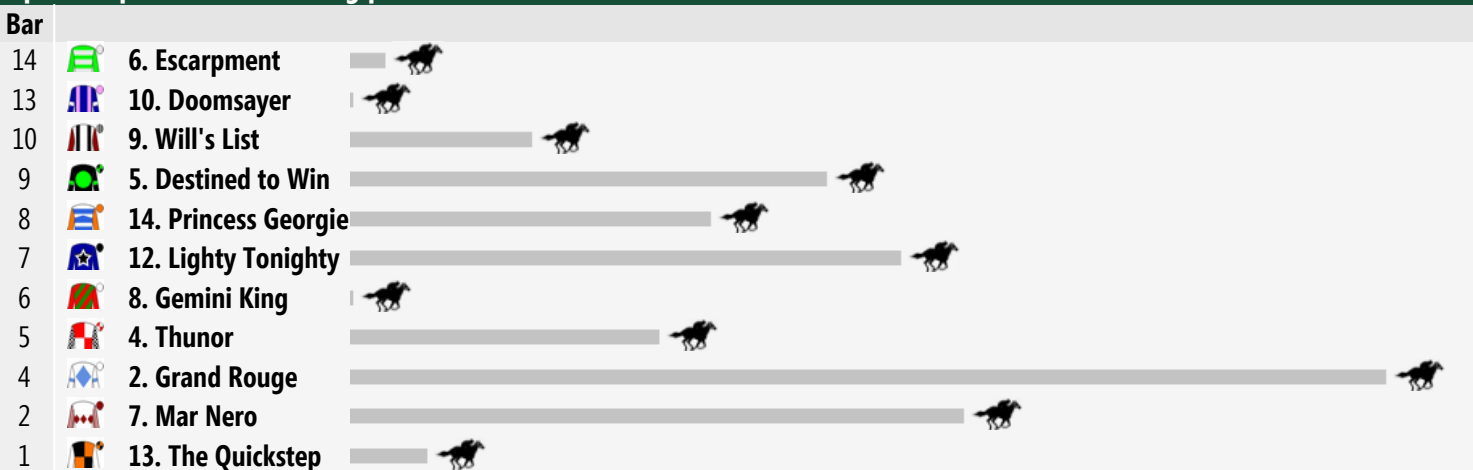 Bar
14 6. Escarpment
13 10. Doomsayer
10 9. Will's List
9 5. Destined to Win
8 14. Princess Georgie
7 12. Lighty Tonighty
6 8. Gemini King
5 4. Thunor
4 2. Grand Rouge
2 7. Mar Nero
1 13. The Quickstep